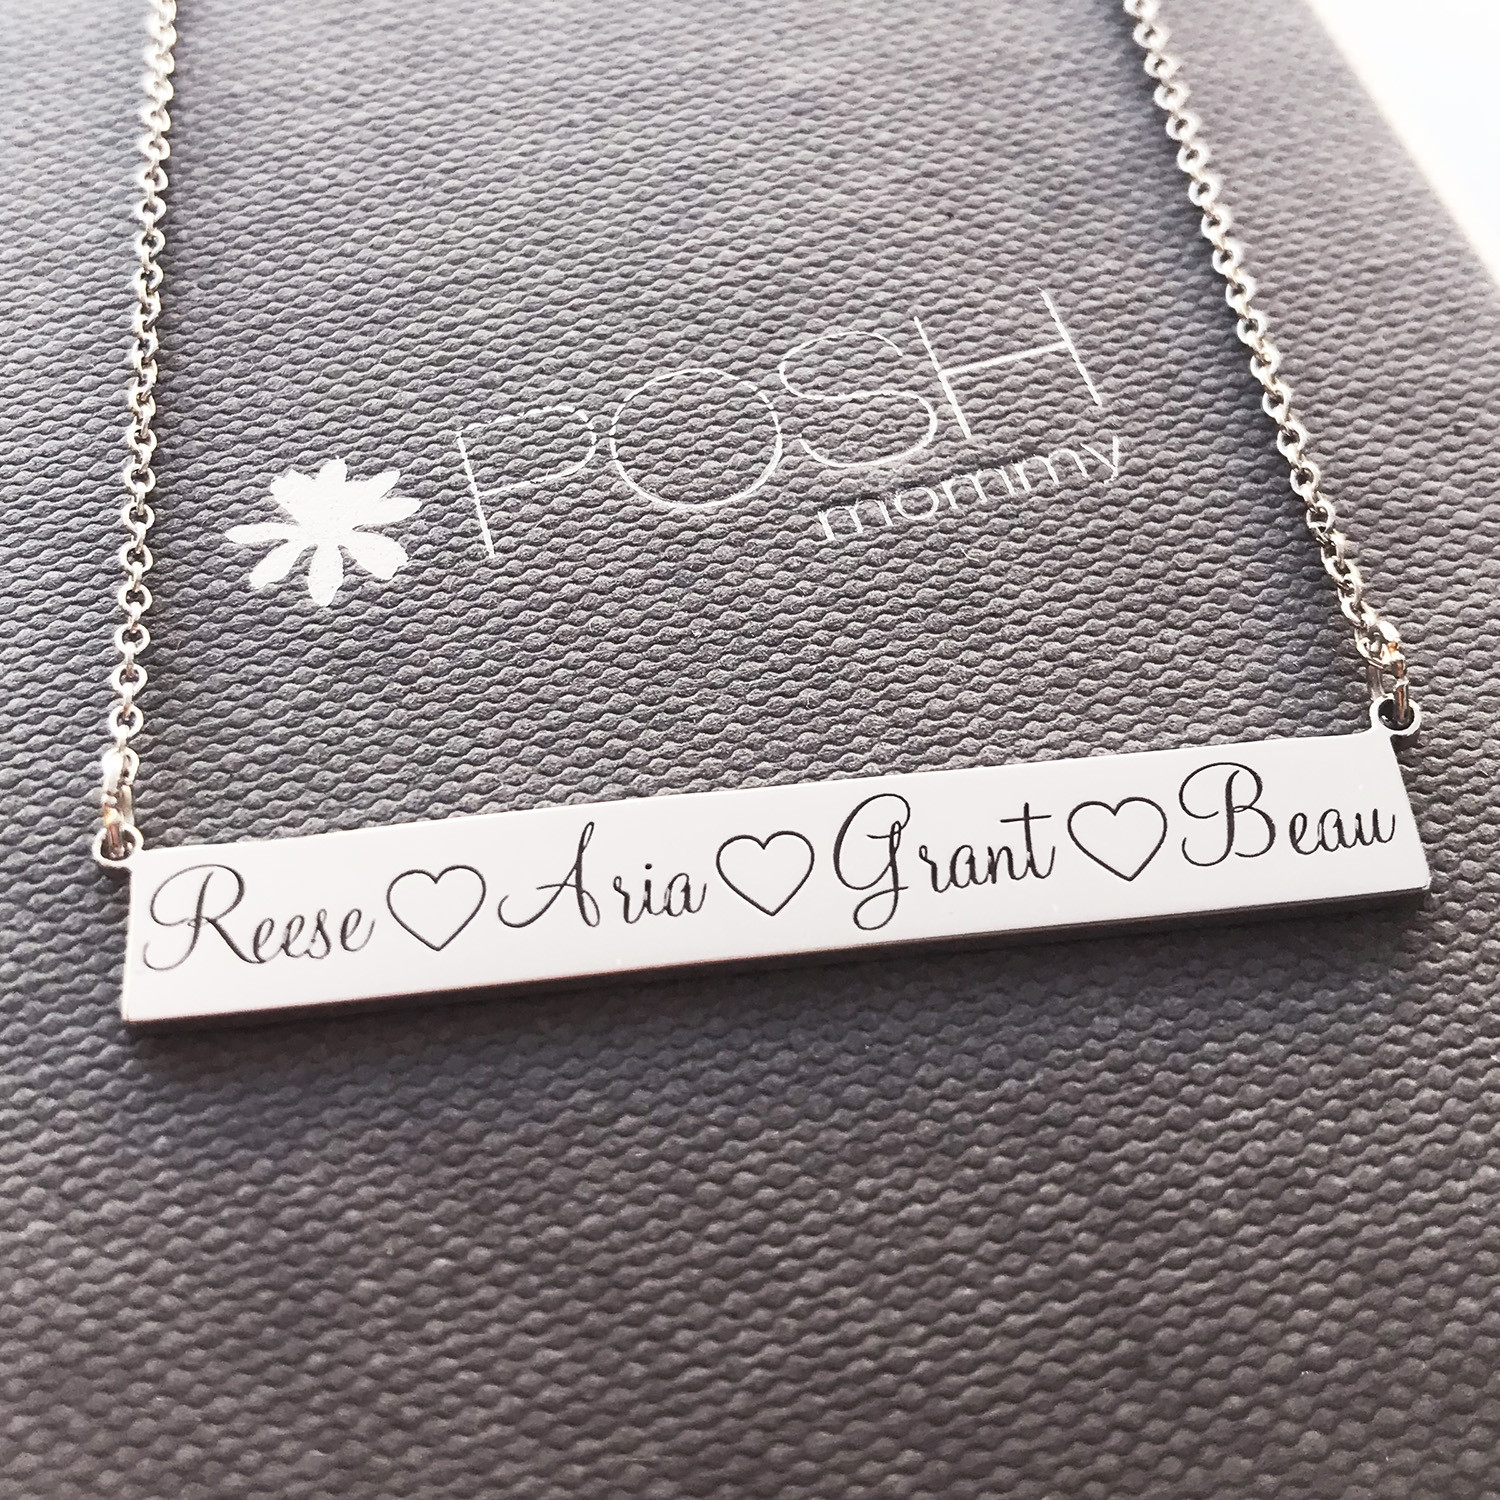 POSH
mommy
Reese ♡ Aria ♡ Grant ♡ Beau